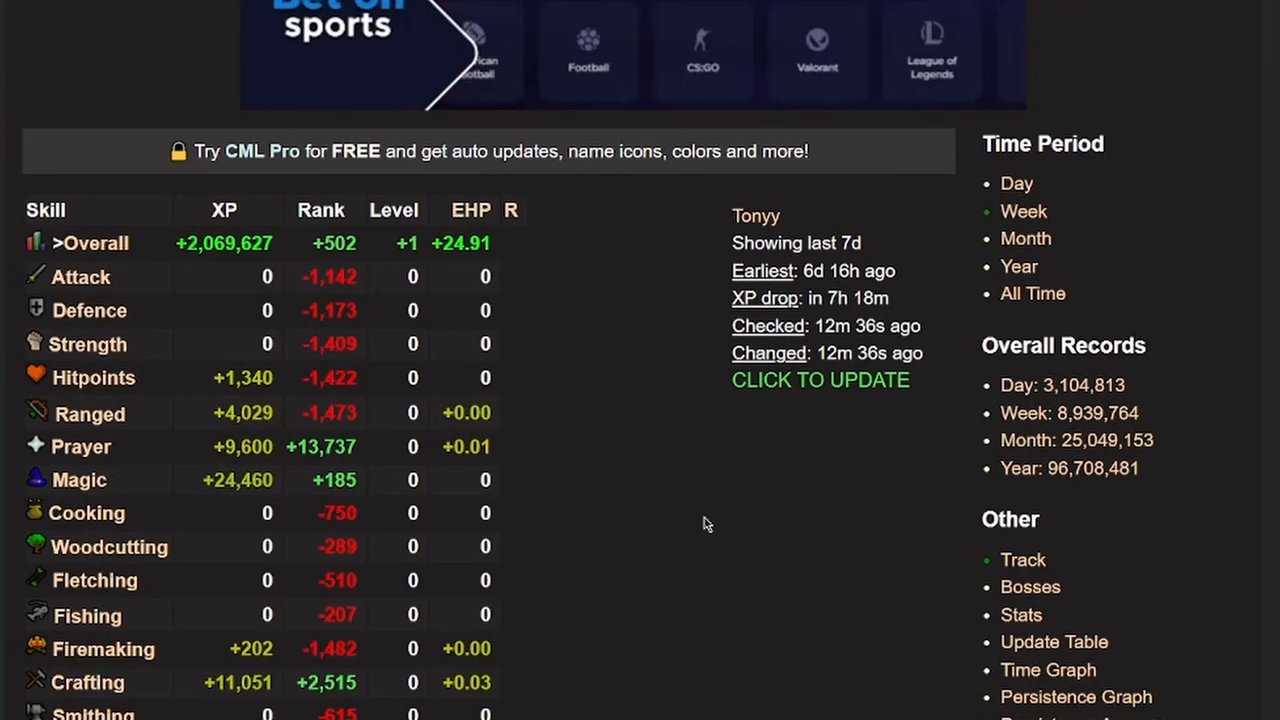 Bet on
sports
Football
CS:GO
Valorant
League of
Legends
Try CML Pro for FREE and get auto updates, name icons, colors and more!
Skill XP Rank Level EHP R
>Overall +2,069,627 +502 +1 +24.91
Attack 0 -1,142 0 0
Defence 0 -1,173 0 0
Strength 0 -1,409 0 0
Hitpoints +1,340 -1,422 0 0
Ranged +4,029 -1,473 0 +0.00
Prayer +9,600 +13,737 0 +0.01
Magic +24,460 +185 0 0
Cooking 0 -750 0 0
Woodcutting 0 -289 0 0
Fletching 0 -510 0 0
Fishing 0 -207 0 0
Firemaking +202 -1,482 0 +0.00
Crafting +11,051 +2,515 0 +0.03
Smithing 0 -615 0 0
Tonyy
Showing last 7d
Earliest: 6d 16h ago
XP drop: in 7h 18m
Checked: 12m 36s ago
Changed: 12m 36s ago
CLICK TO UPDATE
Time Period
Day
Week
Month
Year
All Time
Overall Records
Day: 3,104,813
Week: 8,939,764
Month: 25,049,153
Year: 96,708,481
Other
Track
Bosses
Stats
Update Table
Time Graph
Persistence Graph